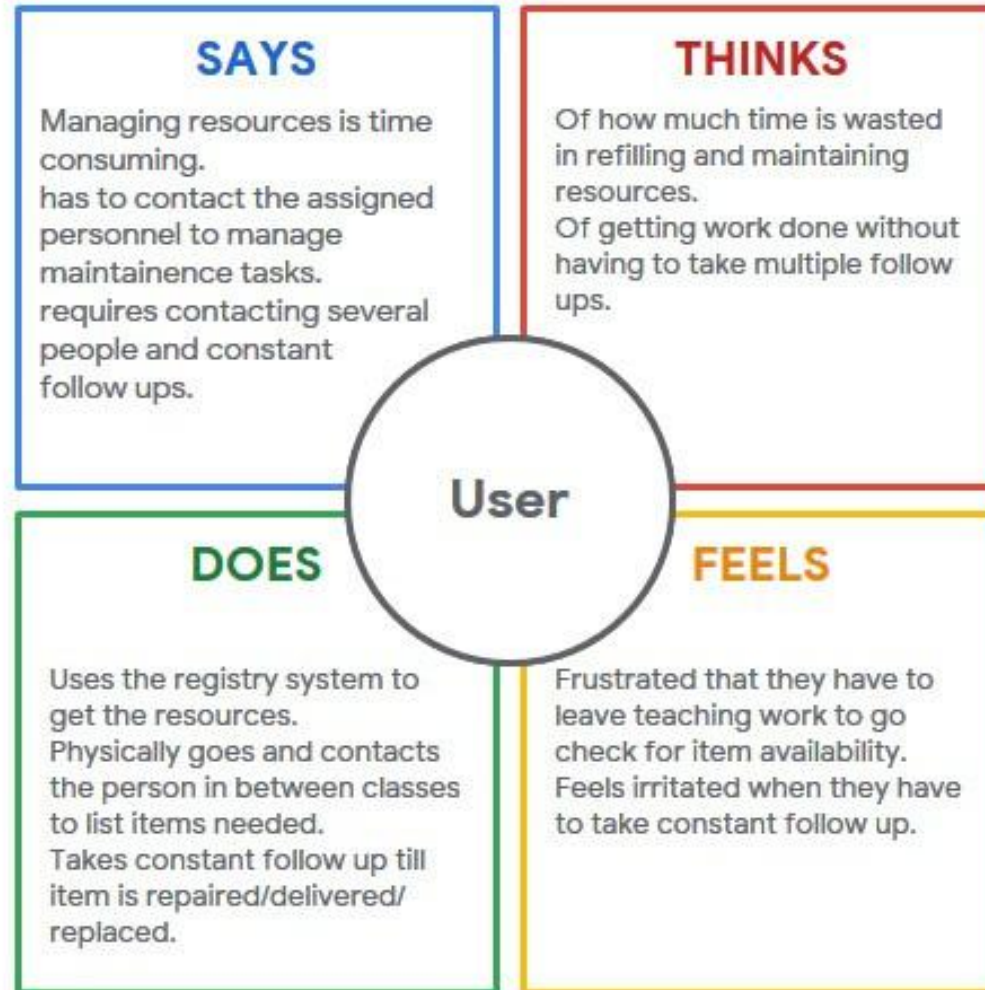 SAYS
Managing resources is time
consuming.
has to contact the assigned
personnel to manage
maintainence tasks.
requires contacting several
people and constant
follow ups.
THINKS
Of how much time is wasted
in refilling and maintaining
resources.
Of getting work done without
having to take multiple follow
ups.
User
DOES
Uses the registry system to
get the resources.
Physically goes and contacts
the person in between classes
to list items needed.
Takes constant follow up till
item is repaired/delivered/
replaced.
FEELS
Frustrated that they have to
leave teaching work to go
check for item availability.
Feels irritated when they have
to take constant follow up.